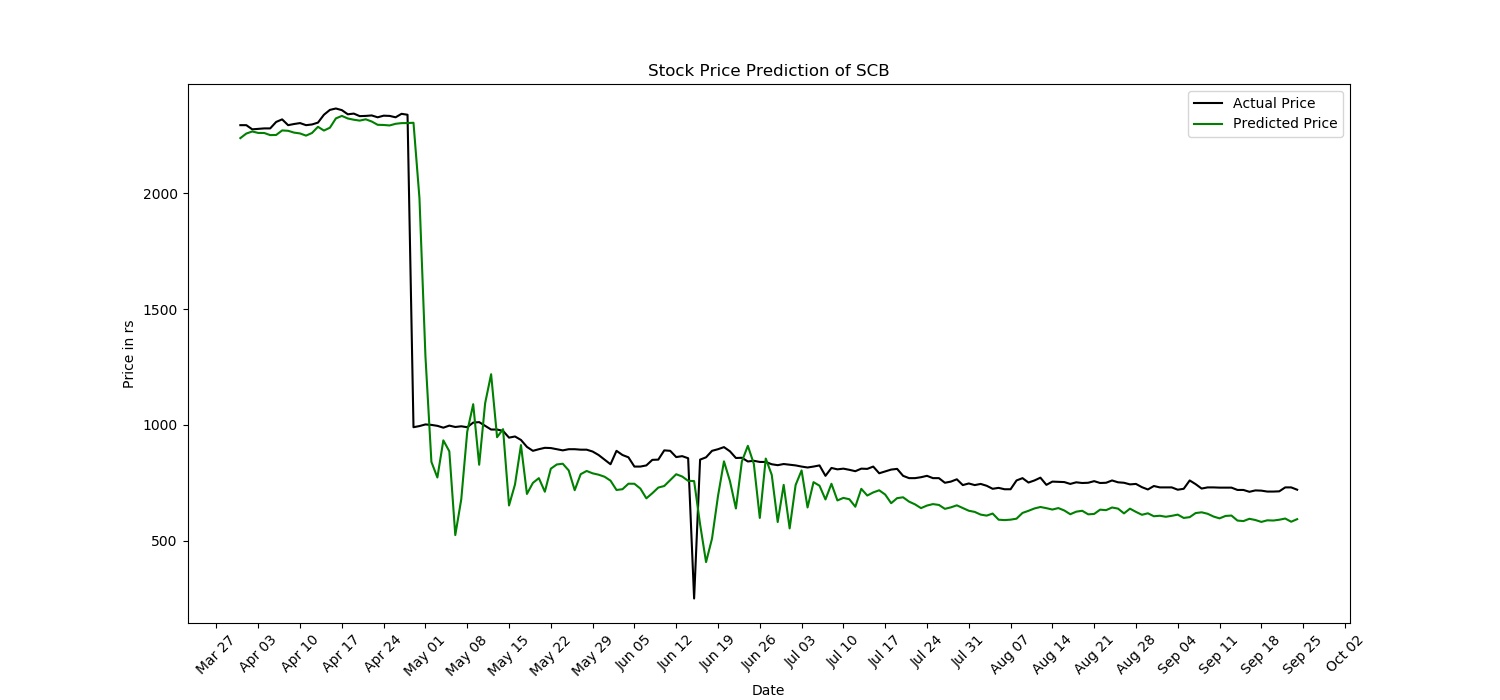 Stock Price Prediction of SCB
Actual Price
Predicted Price
Price in rs
2000
1500
1000
500
Mar 27
Apr 03
Apr 10
Apr 17
Apr 24
May 01
May 08
May 15
May 22
May 29
Jun 05
Jun 12
Jun 19
Jun 26
Jul 03
Jul 10
Jul 17
Jul 24
Jul 31
Aug 07
Aug 14
Aug 21
Aug 28
Sep 04
Sep 11
Sep 18
Sep 25
Oct 02
Date